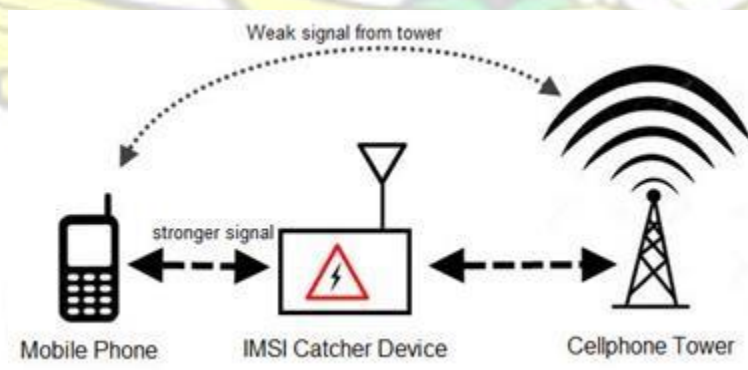 Weak signal from tower
stronger signal
Mobile Phone
IMSI Catcher Device
Cellphone Tower